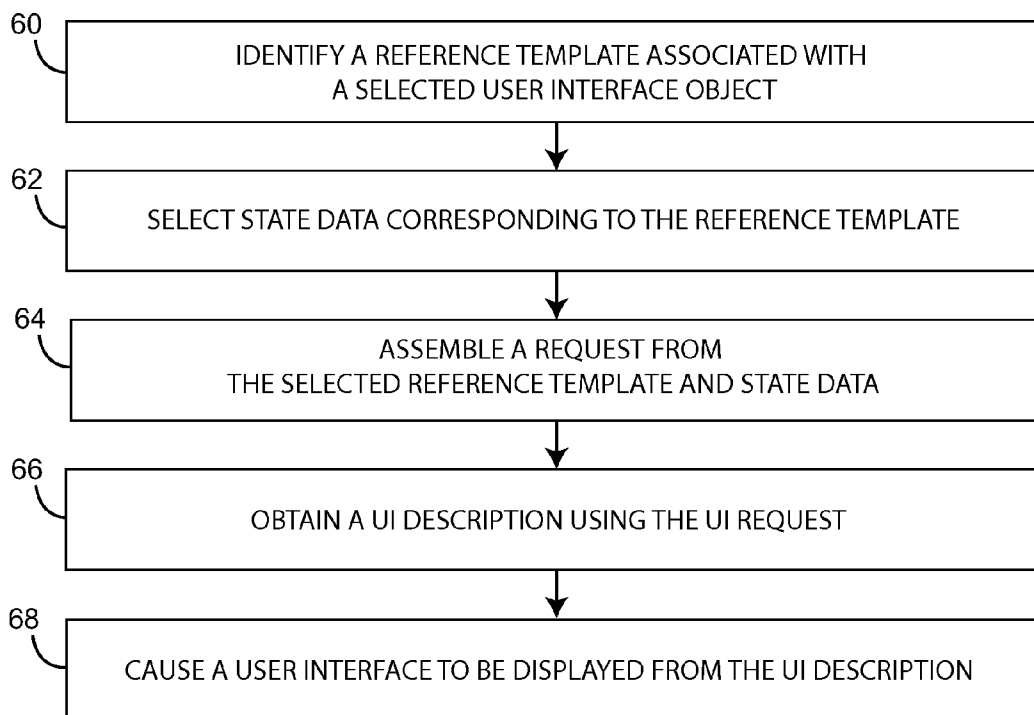 60
IDENTIFY A REFERENCE TEMPLATE ASSOCIATED WITH
A SELECTED USER INTERFACE OBJECT
62
SELECT STATE DATA CORRESPONDING TO THE REFERENCE TEMPLATE
64
ASSEMBLE A REQUEST FROM
THE SELECTED REFERENCE TEMPLATE AND STATE DATA
66
OBTAIN A UI DESCRIPTION USING THE UI REQUEST
68
CAUSE A USER INTERFACE TO BE DISPLAYED FROM THE UI DESCRIPTION